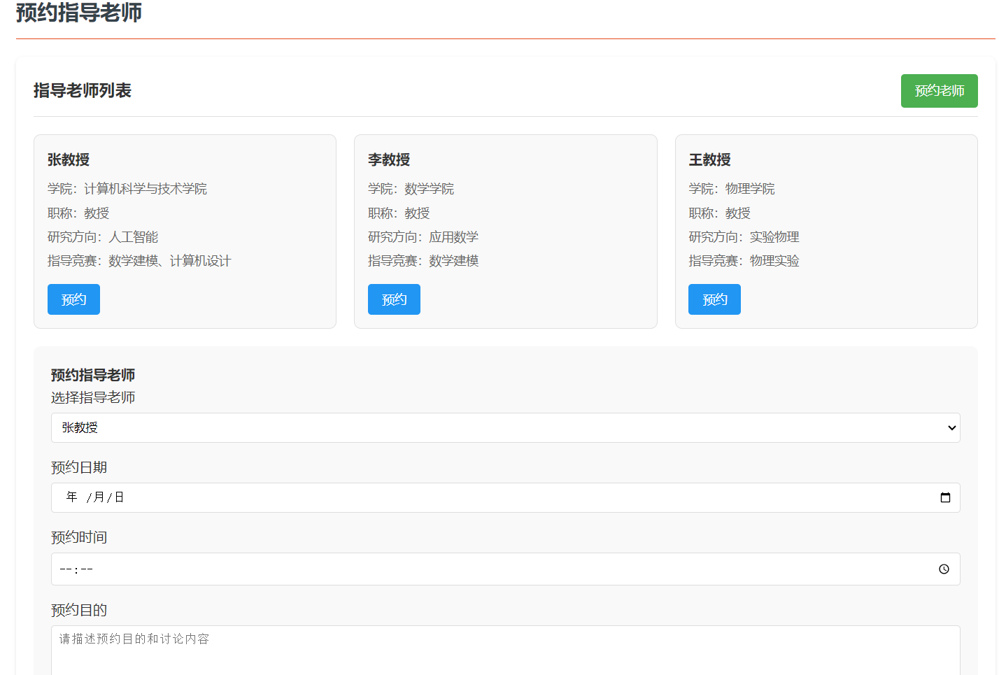 预约指导老师
指导老师列表
预约老师
张教授
学院：计算机科学与技术学院
职称：教授
研究方向：人工智能
指导竞赛：数学建模、计算机设计
预约
李教授
学院：数学学院
职称：教授
研究方向：应用数学
指导竞赛：数学建模
预约
王教授
学院：物理学院
职称：教授
研究方向：实验物理
指导竞赛：物理实验
预约
预约指导老师
选择指导老师
张教授
预约日期
年 /月/日
预约时间
--:--
预约目的
请描述预约目的和讨论内容